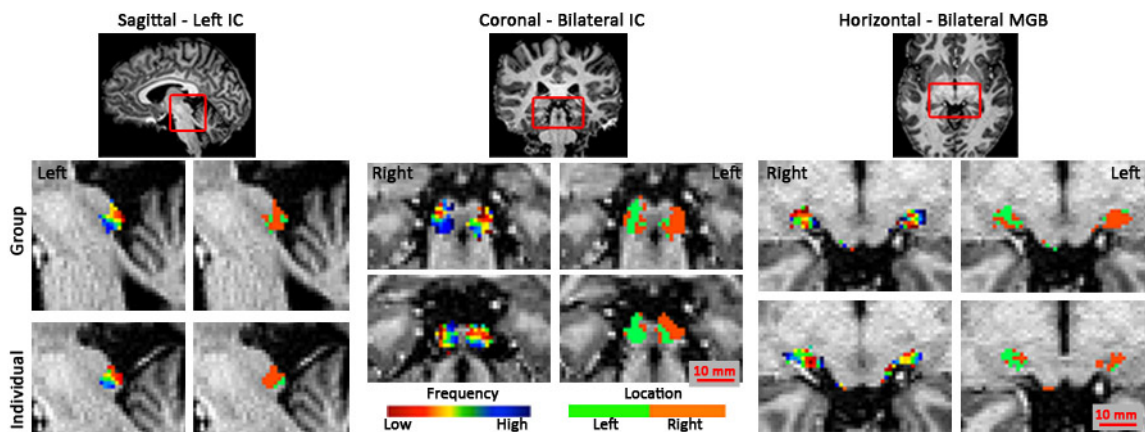 Sagittal - Left IC
Coronal - Bilateral IC
Horizontal - Bilateral MGB
Group
Left
Right
Left
Right
Left
Individual
10 mm
10 mm
Frequency
Low
High
Location
Left
Right